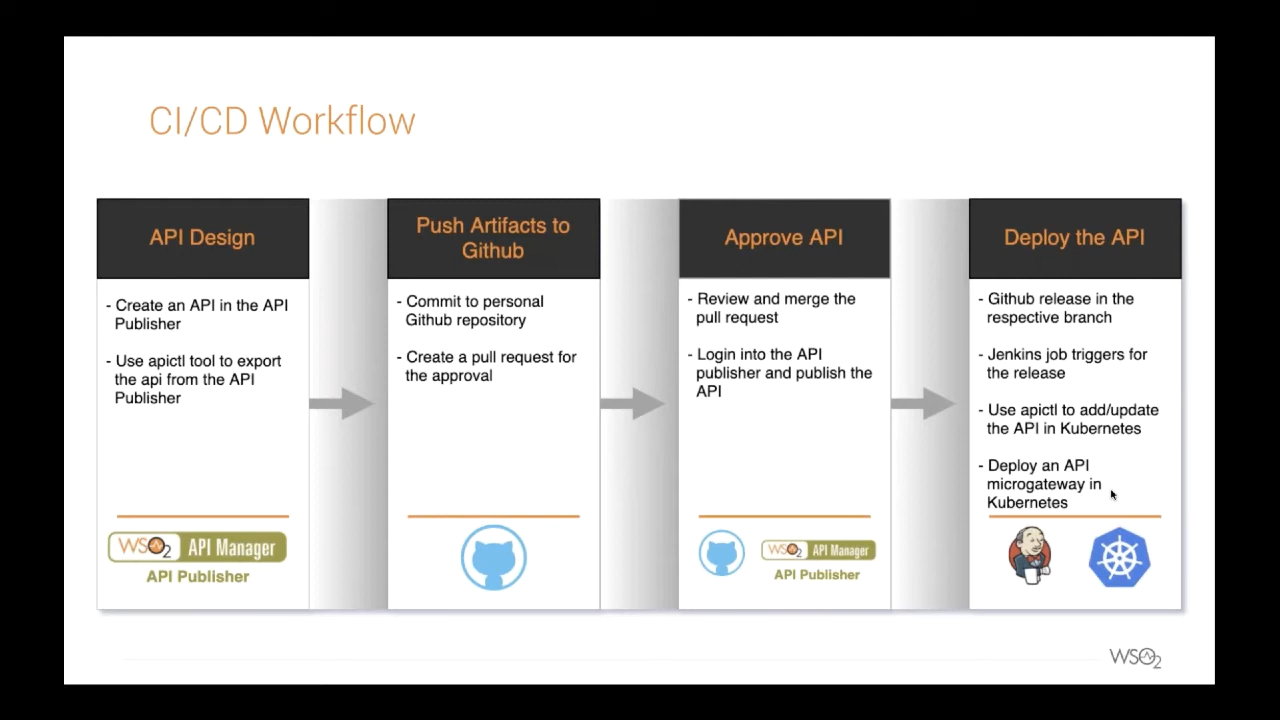 CI/CD Workflow
API Design
- Create an API in the API
Publisher
- Use apictl tool to export
the api from the API
Publisher
WSO2 API Manager
API Publisher
Push Artifacts to
Github
- Commit to personal
Github repository
- Create a pull request for
the approval
Approve API
- Review and merge the
pull request
- Login into the API
publisher and publish the
API
WSO2 API Manager
API Publisher
Deploy the API
- Github release in the
respective branch
- Jenkins job triggers for
the release
- Use apictl to add/update
the API in Kubernetes
- Deploy an API
microgateway in
Kubernetes
WSO2